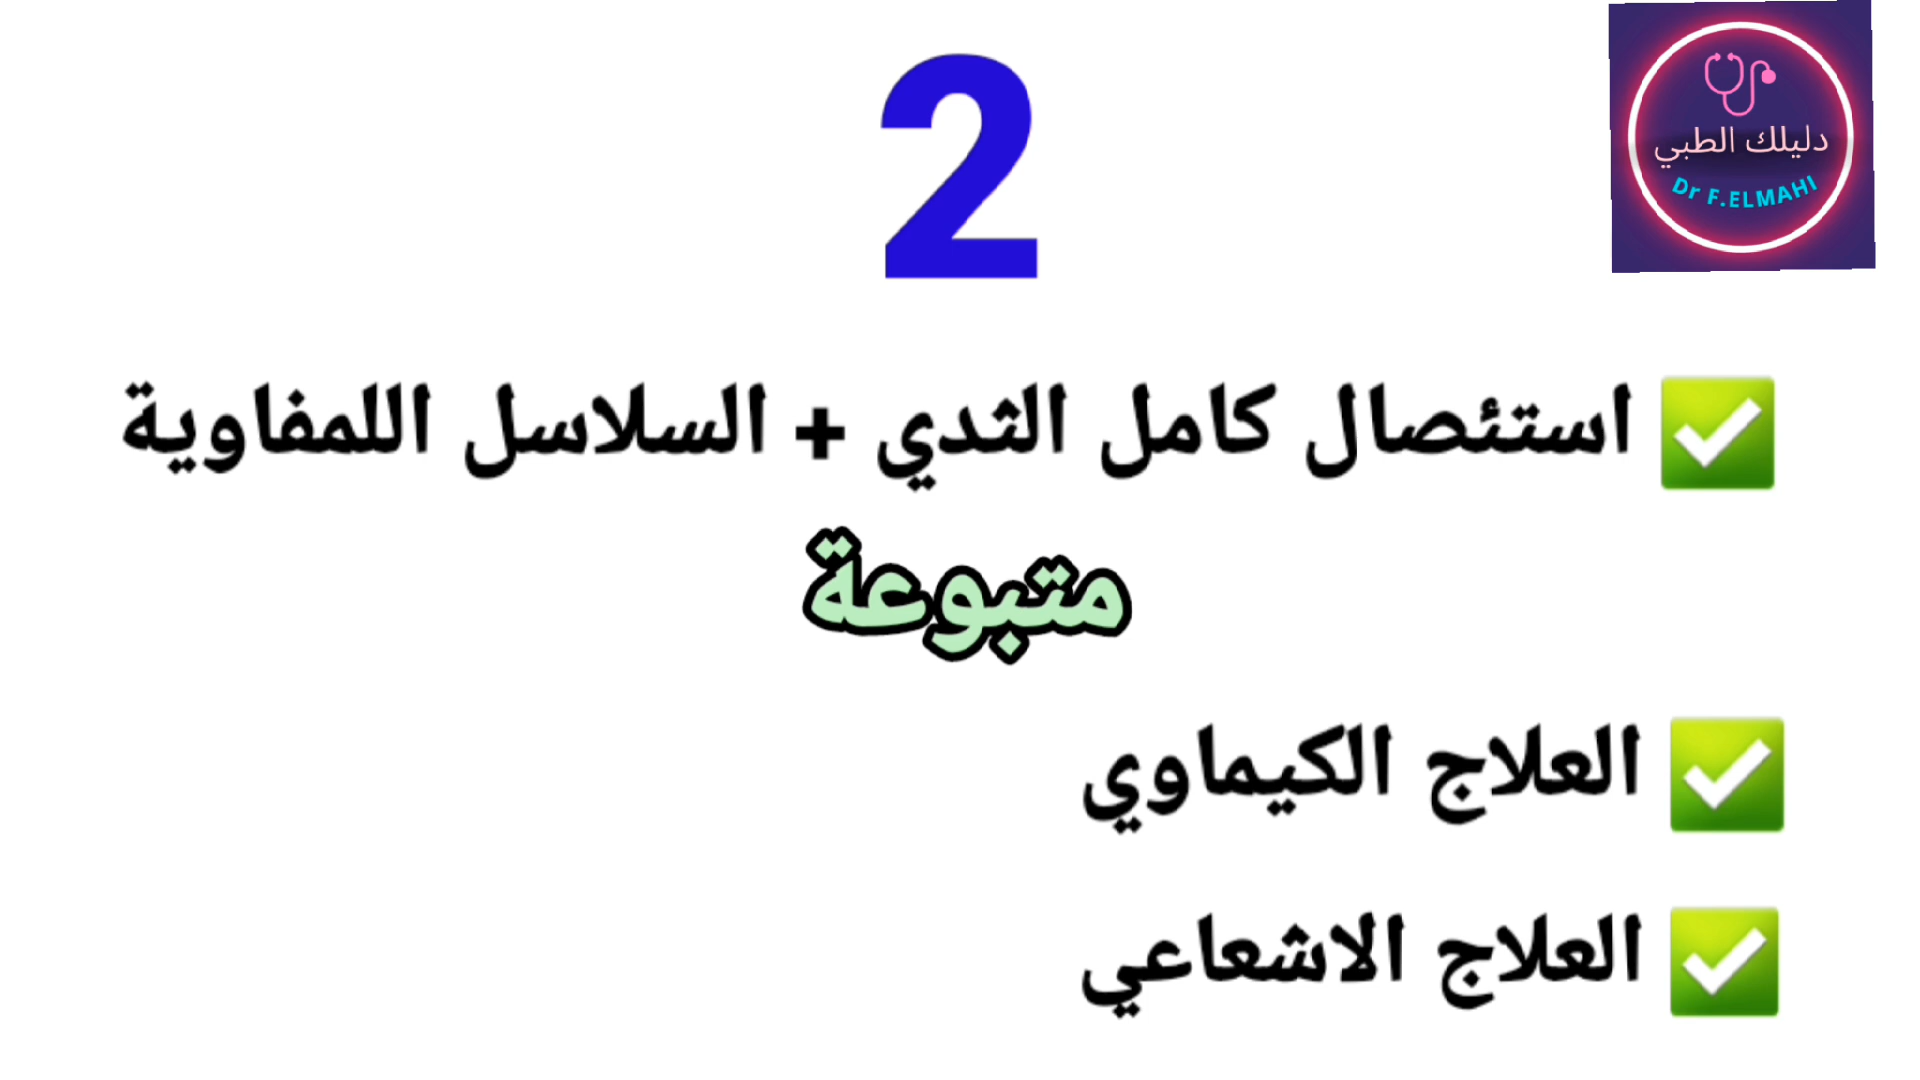 2
دليلك الطبي
Dr F.ELMAHI
✅ استئصال كامل الثدي + السلاسل اللمفاوية
متبوعة
✅ العلاج الكيماوي
✅ العلاج الاشعاعي